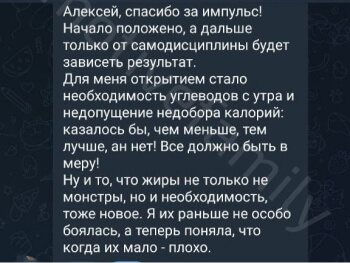 Алексей, спасибо за импульс!
Начало положено, а дальше
только от самодисциплины будет
зависеть результат.
Для меня открытием стало
необходимость углеводов с утра и
недопущение недобора калорий:
казалось бы, чем меньше, тем
лучше, ан нет! Все должно быть в
меру!
Ну и то, что жиры не только не
монстры, но и необходимость,
тоже новое. Я их раньше не особо
боялась, а теперь поняла, что
когда их мало - плохо.